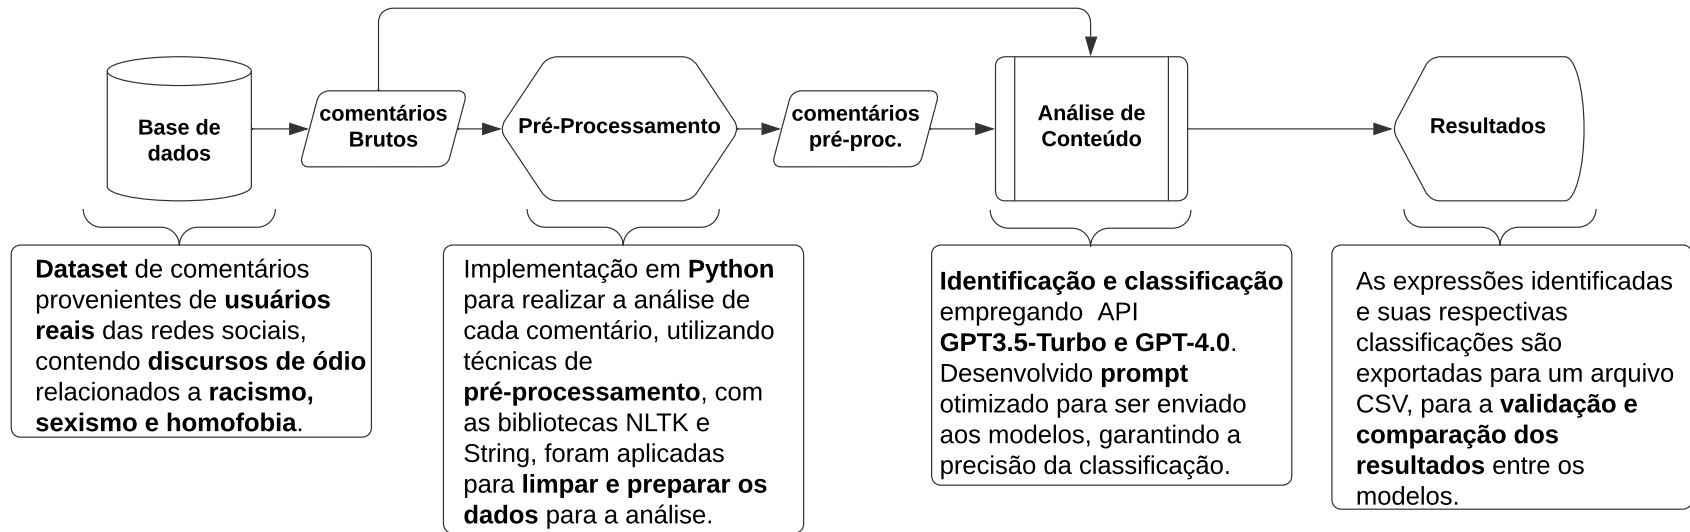 Base de
dados
comentários
Brutos
Pré-Processamento
comentários
pré-proc.
Análise de
Conteúdo
Resultados
Dataset de comentários
provenientes de usuários
reais das redes sociais,
contendo discursos de ódio
relacionados a racismo,
sexismo e homofobia.
Implementação em Python
para realizar a análise de
cada comentário, utilizando
técnicas de
pré-processamento, com
as bibliotecas NLTK e
String, foram aplicadas
para limpar e preparar os
dados para a análise.
Identificação e classificação
empregando  API
GPT3.5-Turbo e GPT-4.0.
Desenvolvido prompt
otimizado para ser enviado
aos modelos, garantindo a
precisão da classificação.
As expressões identificadas
e suas respectivas
classificações são
exportadas para um arquivo
CSV, para a validação e
comparação dos
resultados entre os
modelos.